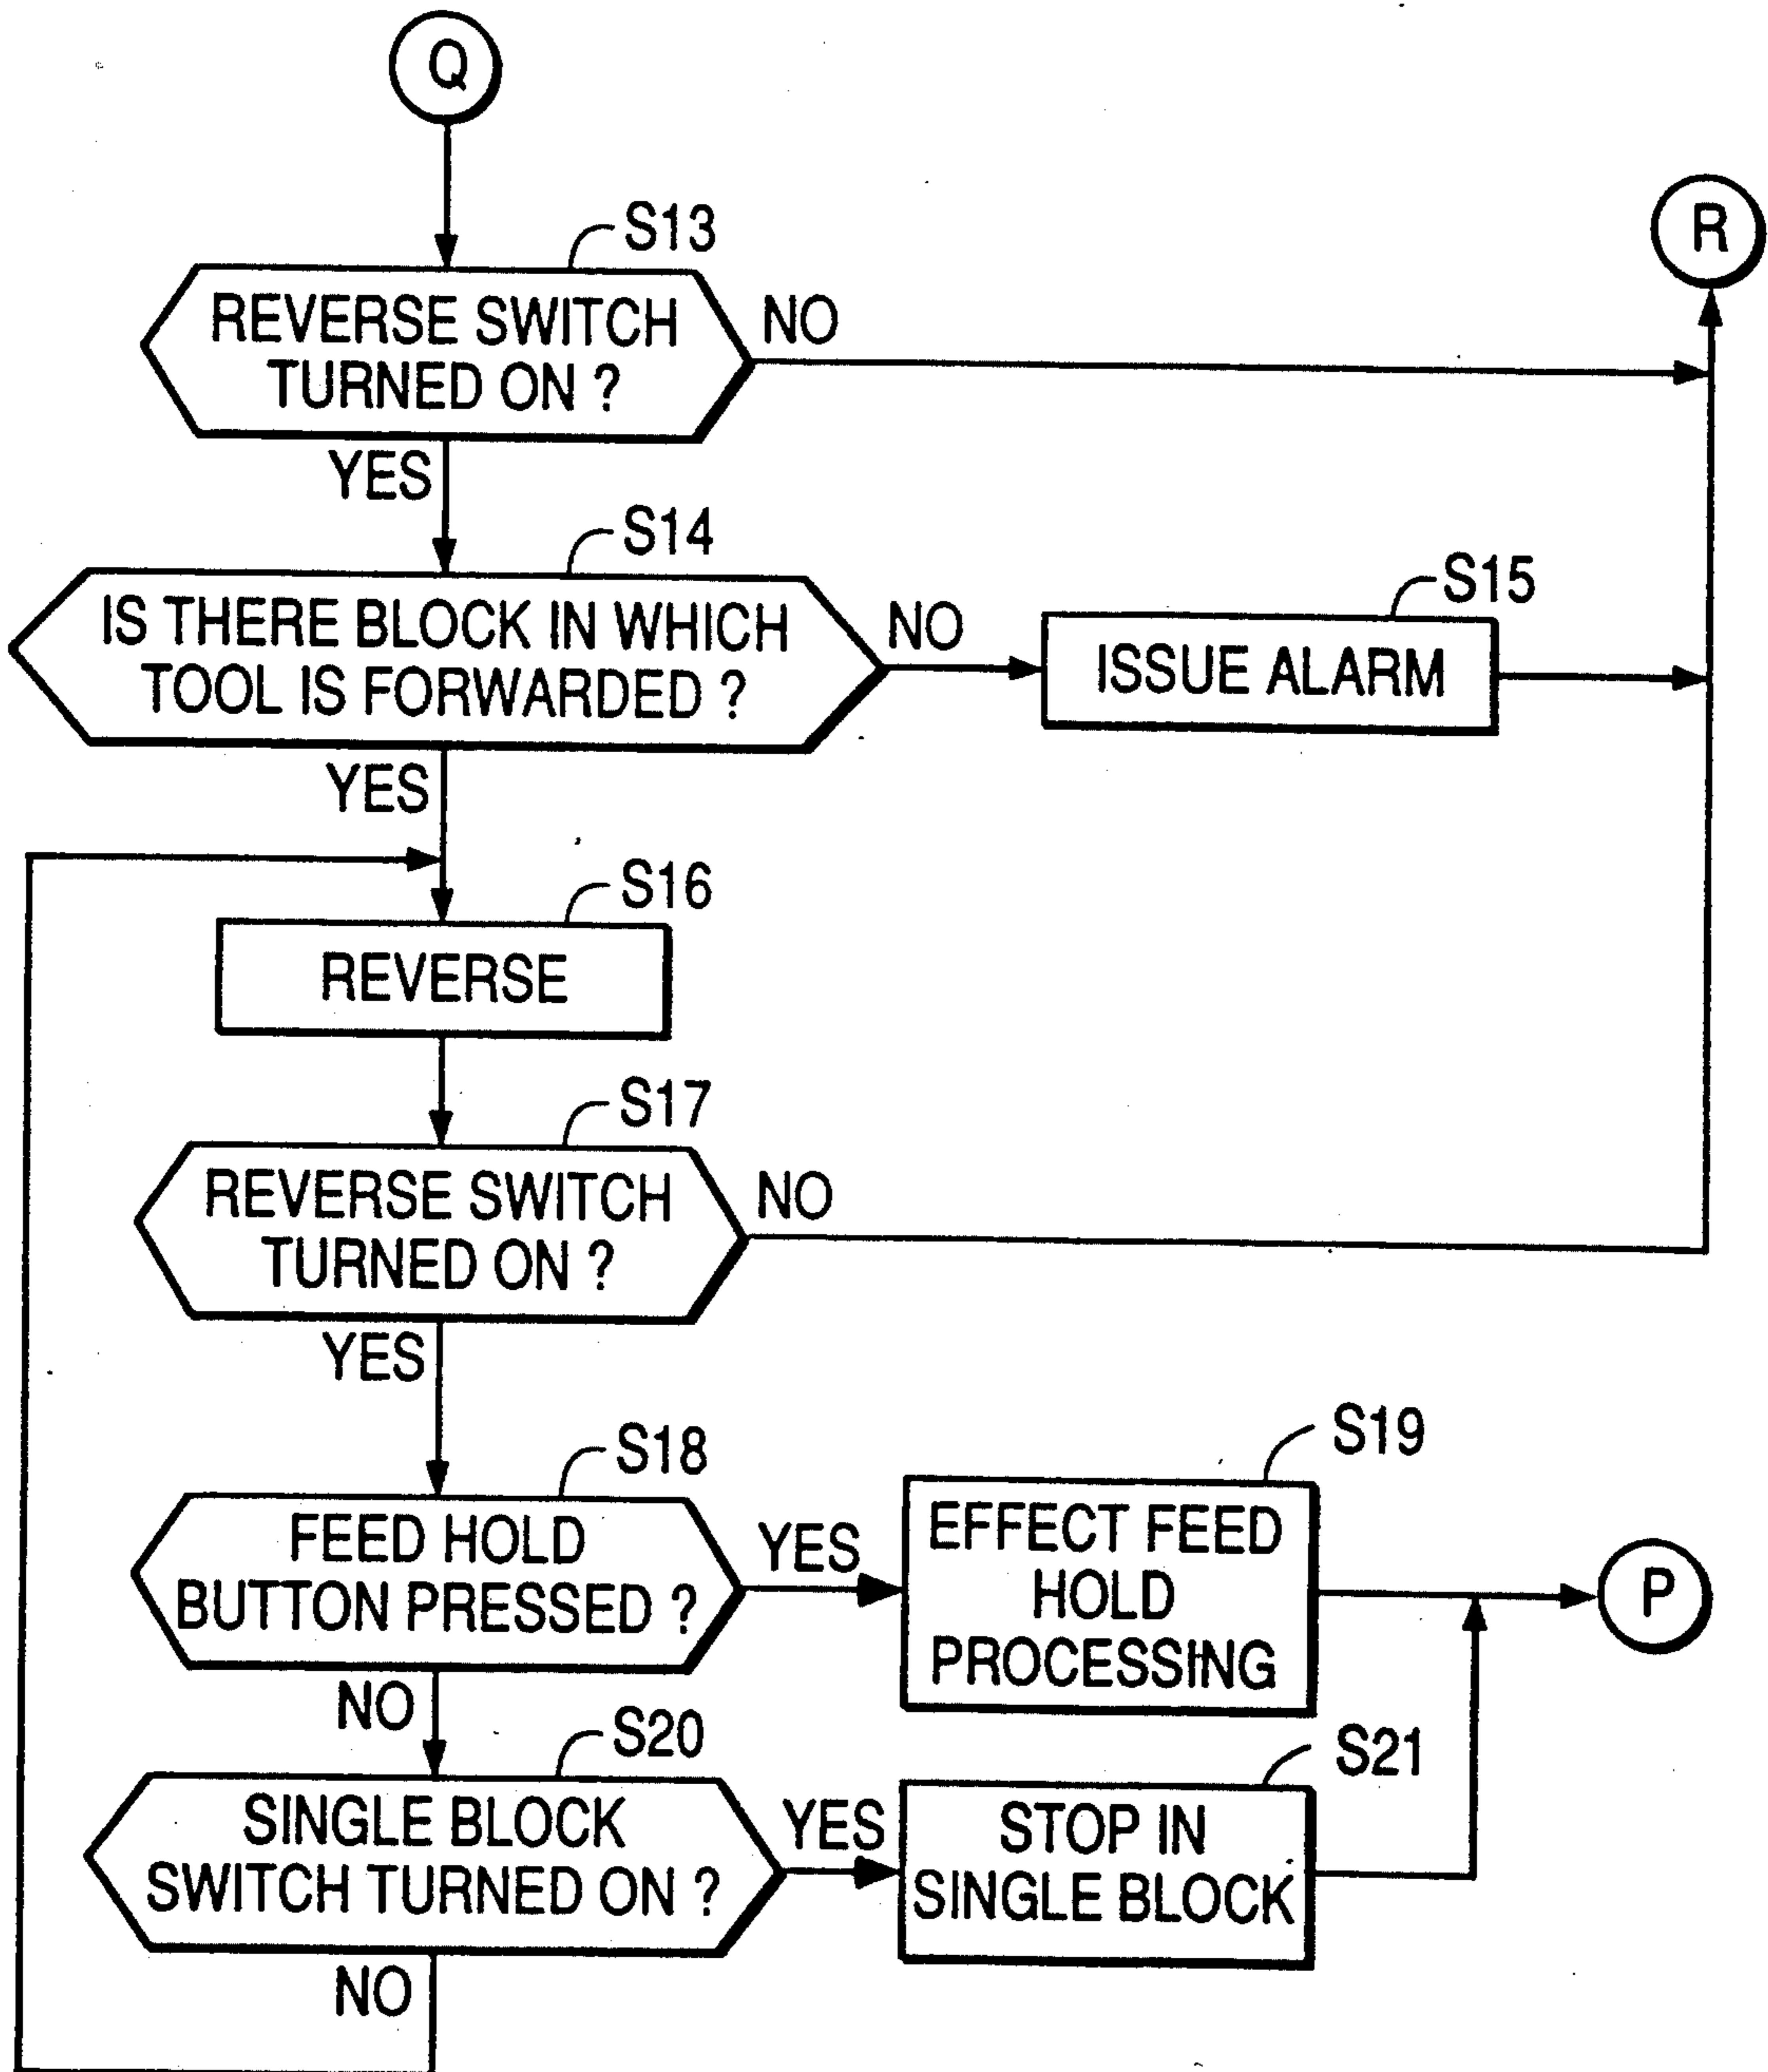 Q
S13
R
REVERSE SWITCH
TURNED ON ?
NO
YES
S14
IS THERE BLOCK IN WHICH
TOOL IS FORWARDED ?
NO
S15
ISSUE ALARM
YES
S16
REVERSE
S17
REVERSE SWITCH
TURNED ON ?
NO
YES
S18
FEED HOLD
BUTTON PRESSED ?
YES
S19
EFFECT FEED
HOLD
PROCESSING
P
NO
S20
SINGLE BLOCK
SWITCH TURNED ON ?
YES
S21
STOP IN
SINGLE BLOCK
NO